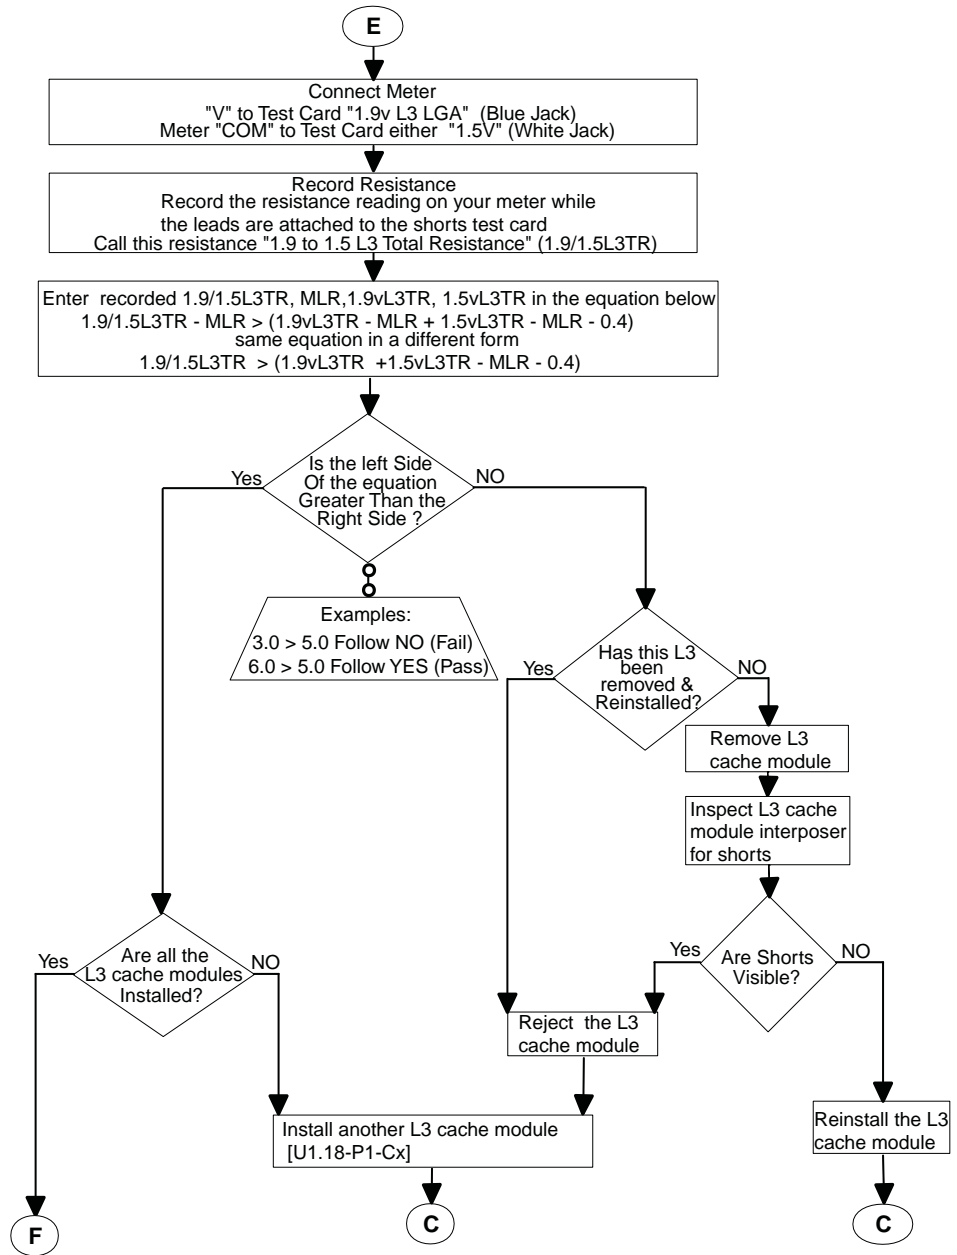 E
Connect Meter
"V" to Test Card "1.9v L3 LGA" (Blue Jack)
Meter "COM" to Test Card either "1.5V" (White Jack)
Record Resistance
Record the resistance reading on your meter while
the leads are attached to the shorts test card
Call this resistance "1.9 to 1.5 L3 Total Resistance" (1.9/1.5L3TR)
Enter recorded 1.9/1.5L3TR, MLR,1.9vL3TR, 1.5vL3TR in the equation below
1.9/1.5L3TR - MLR > (1.9vL3TR - MLR + 1.5vL3TR - MLR - 0.4)
same equation in a different form
1.9/1.5L3TR > (1.9vL3TR +1.5vL3TR - MLR - 0.4)
Is the left Side
Of the equation
Greater Than the
Right Side ?
Yes
NO
Examples:
3.0 > 5.0 Follow NO (Fail)
6.0 > 5.0 Follow YES (Pass)
Has this L3
been
removed &
Reinstalled?
Yes
NO
Remove L3
cache module
Inspect L3 cache
module interposer
for shorts
Are all the
L3 cache modules
Installed?
Yes
NO
Are Shorts
Visible?
Yes
NO
Reject the L3
cache module
Install another L3 cache module
[U1.18-P1-Cx]
Reinstall the L3
cache module
F
C
C